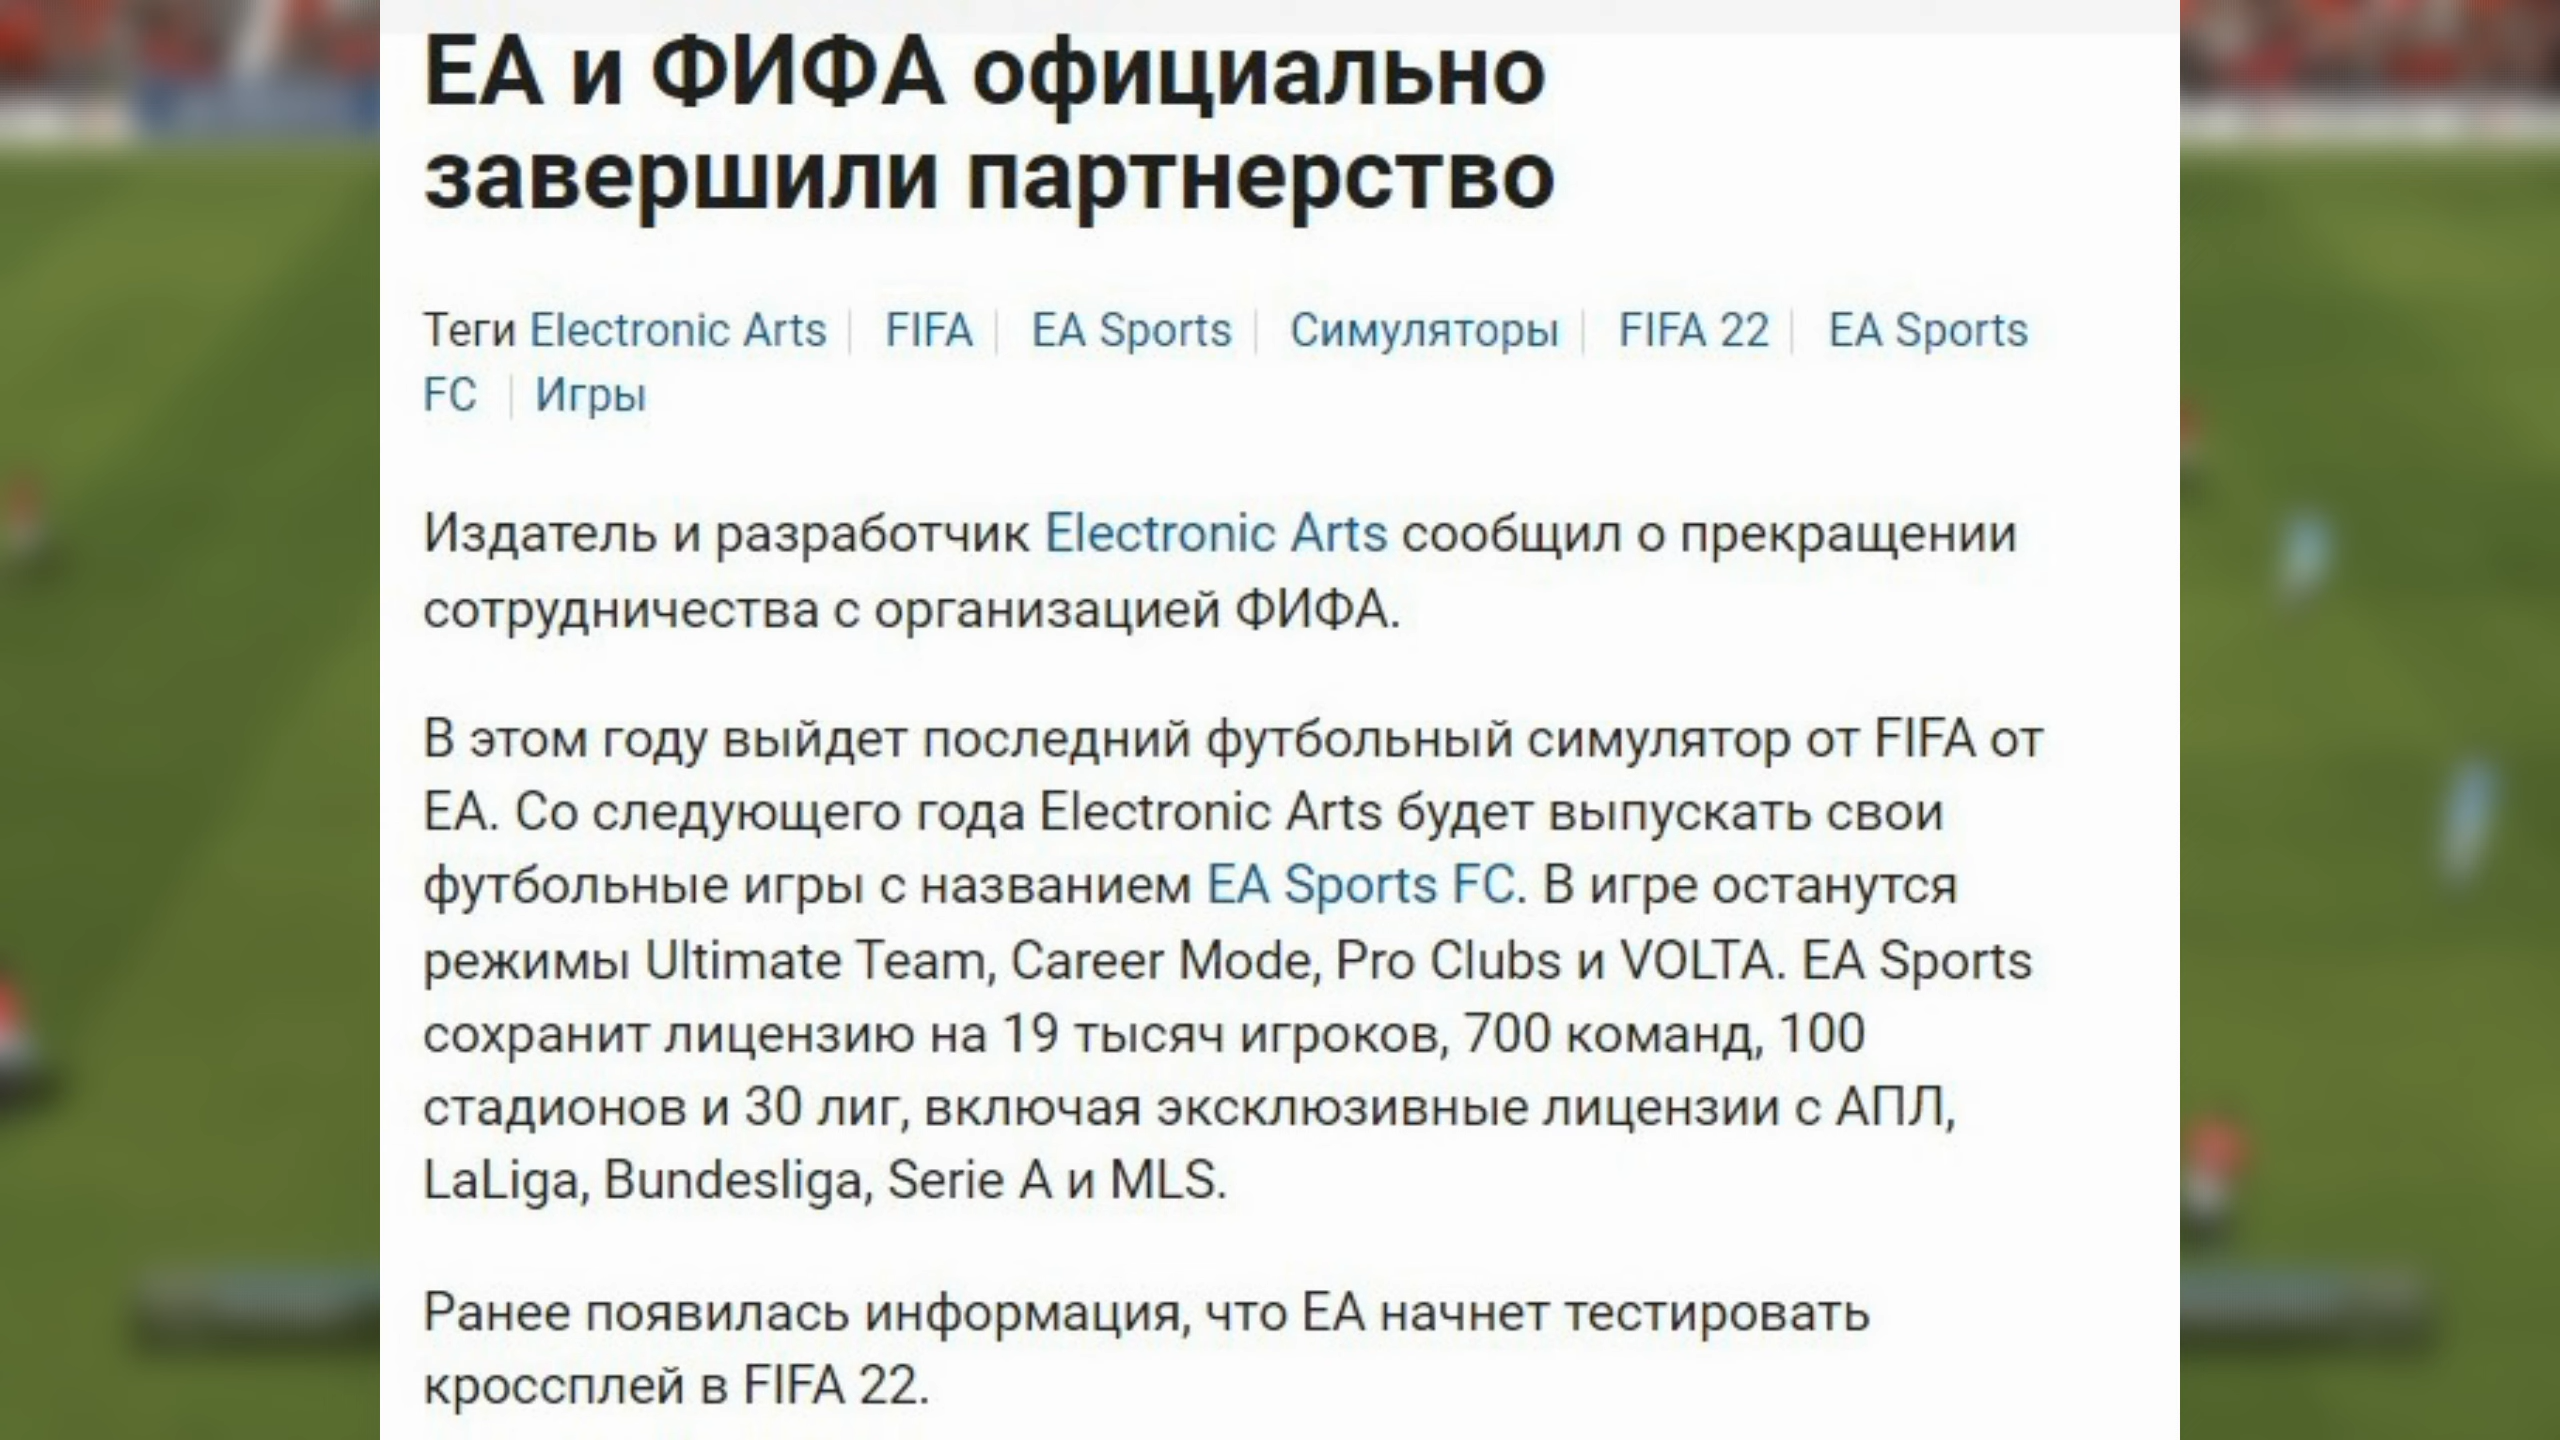 EA и ФИФА официально
завершили партнерство
Теги Electronic Arts | FIFA | EA Sports | Симуляторы | FIFA 22 | EA Sports
FC | Игры
Издатель и разработчик Electronic Arts сообщил о прекращении
сотрудничества с организацией ФИФА.
В этом году выйдет последний футбольный симулятор от FIFA от
EA. Со следующего года Electronic Arts будет выпускать свои
футбольные игры с названием EA Sports FC. В игре останутся
режимы Ultimate Team, Career Mode, Pro Clubs и VOLTA. EA Sports
сохранит лицензию на 19 тысяч игроков, 700 команд, 100
стадионов и 30 лиг, включая эксклюзивные лицензии с АПЛ,
LaLiga, Bundesliga, Serie A и MLS.
Ранее появилась информация, что EA начнет тестировать
кроссплей в FIFA 22.